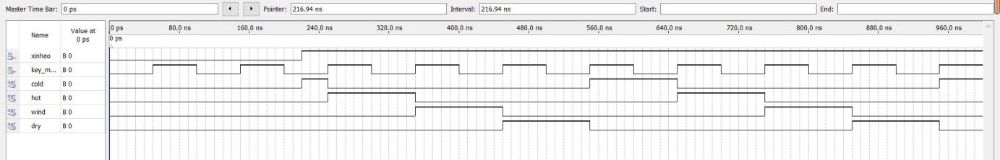 Master Time Bar: 0 ps Pointer: 216.94 ns Interval: 216.94 ns Start: End:
Name Value at 0 ps 0 ps 80.0 ns 160.0 ns 240.0 ns 320.0 ns 400.0 ns 480.0 ns 560.0 ns 640.0 ns 720.0 ns 800.0 ns 880.0 ns 960.0 ns
0 ps
in xinhao B 0
in key_m... B 0
out cold B 0
out hot B 0
out wind B 0
out dry B 0